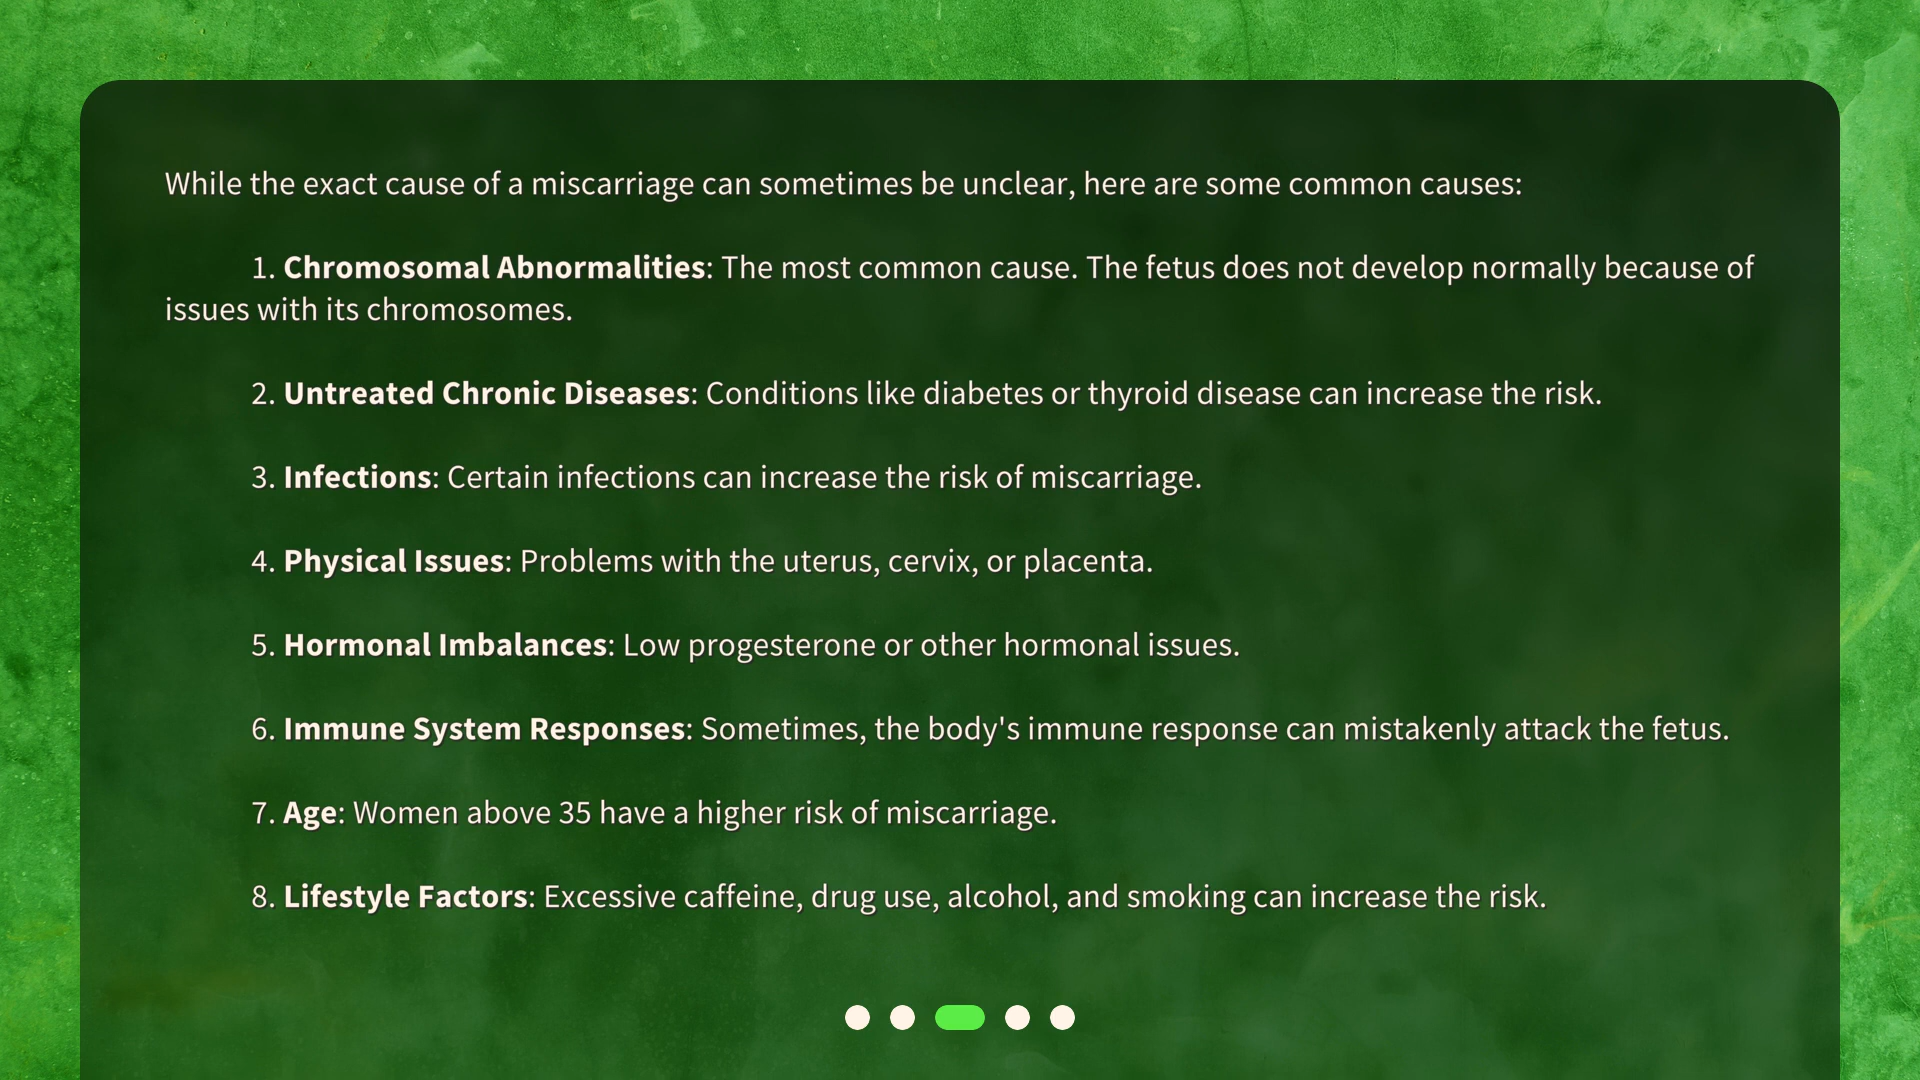 While the exact cause of a miscarriage can sometimes be unclear, here are some common causes:
1. Chromosomal Abnormalities: The most common cause. The fetus does not develop normally because of
issues with its chromosomes.
2. Untreated Chronic Diseases: Conditions like diabetes or thyroid disease can increase the risk.
3. Infections: Certain infections can increase the risk of miscarriage.
4. Physical Issues: Problems with the uterus, cervix, or placenta.
5. Hormonal Imbalances: Low progesterone or other hormonal issues.
6. Immune System Responses: Sometimes, the body's immune response can mistakenly attack the fetus.
7. Age: Women above 35 have a higher risk of miscarriage.
8. Lifestyle Factors: Excessive caffeine, drug use, alcohol, and smoking can increase the risk.